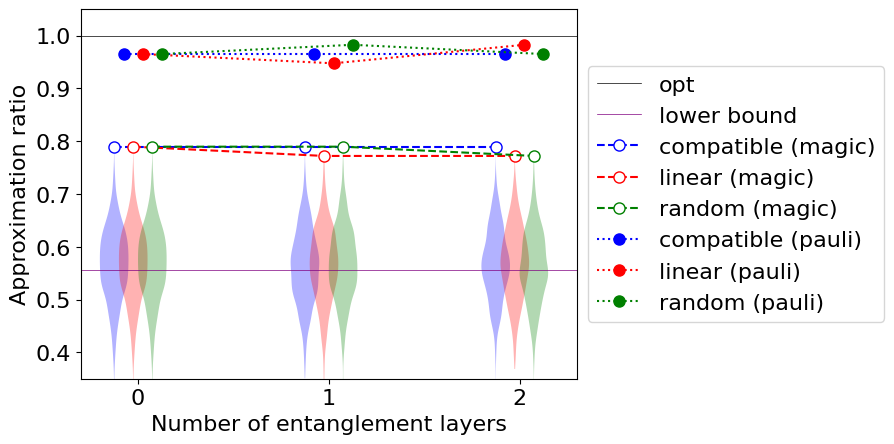 1.0
0.9
0.8
0.7
0.6
0.5
0.4
Approximation ratio
0 1 2
Number of entanglement layers
opt
lower bound
compatible (magic)
linear (magic)
random (magic)
compatible (pauli)
linear (pauli)
random (pauli)